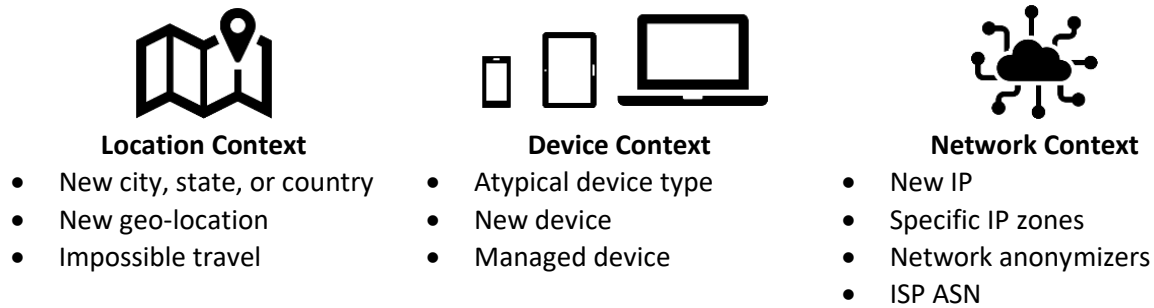 Location Context
• New city, state, or country
• New geo-location
• Impossible travel
Device Context
• Atypical device type
• New device
• Managed device
Network Context
• New IP
• Specific IP zones
• Network anonymizers
• ISP ASN